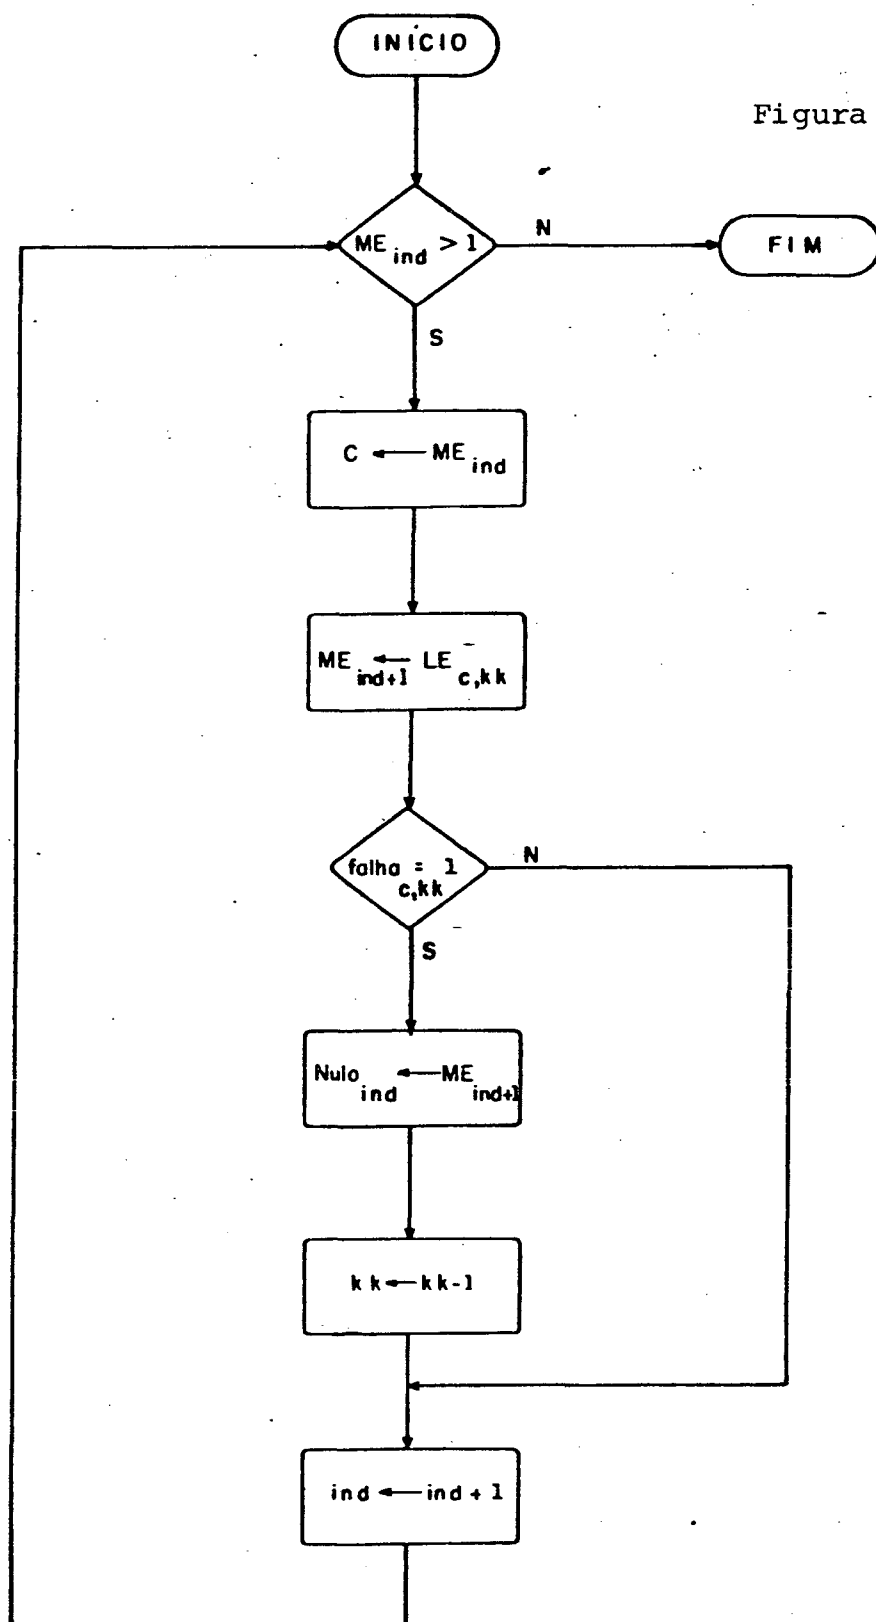 INÍCIO
Figura
ME ind > 1
N
FIM
S
C ← ME ind
ME ind+1 ← LE c,kk
falha c,kk = 1
N
S
Nulo ind ← ME ind+1
kk ← kk-1
ind ← ind + 1